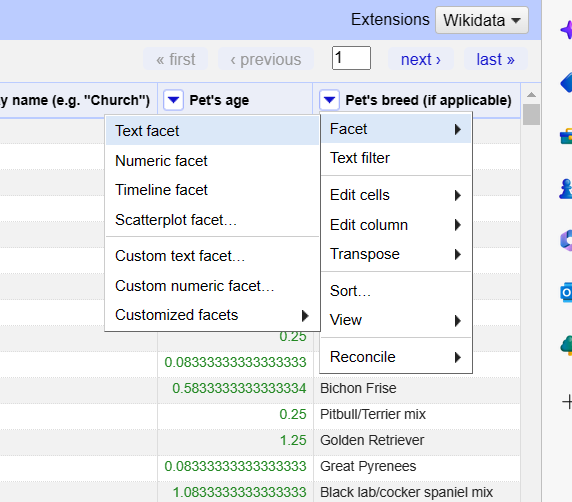 Extensions Wikidata
« first ‹ previous 1 next › last »
y name (e.g. "Church") Pet's age Pet's breed (if applicable)
Text facet Facet
Numeric facet Text filter
Timeline facet Edit cells
Scatterplot facet… Edit column
Custom text facet… Transpose
Custom numeric facet… Sort…
Customized facets View
0.25
Reconcile
0.08333333333333333
0.5833333333333334 Bichon Frise
0.25 Pitbull/Terrier mix
1.25 Golden Retriever
0.083333333333333333 Great Pyrenees
1.0833333333333333 Black lab/cocker spaniel mix